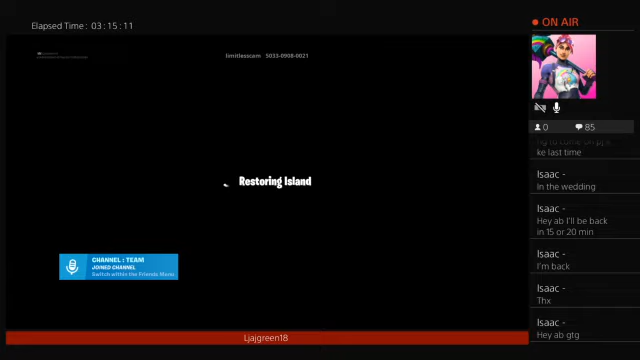 Elapsed Time : 03 : 15 : 11
ON AIR
limitlesscam 5033-0908-0021
0
85
ke last time
Restoring Island
Isaac -
In the wedding
Isaac -
Hey ab I'll be back
in 15 or 20 min
Isaac -
I'm back
Isaac -
Thx
Isaac -
Hey ab gtg
CHANNEL : TEAM
JOINED CHANNEL
Switch within the Friends Menu
Ljajgreen18